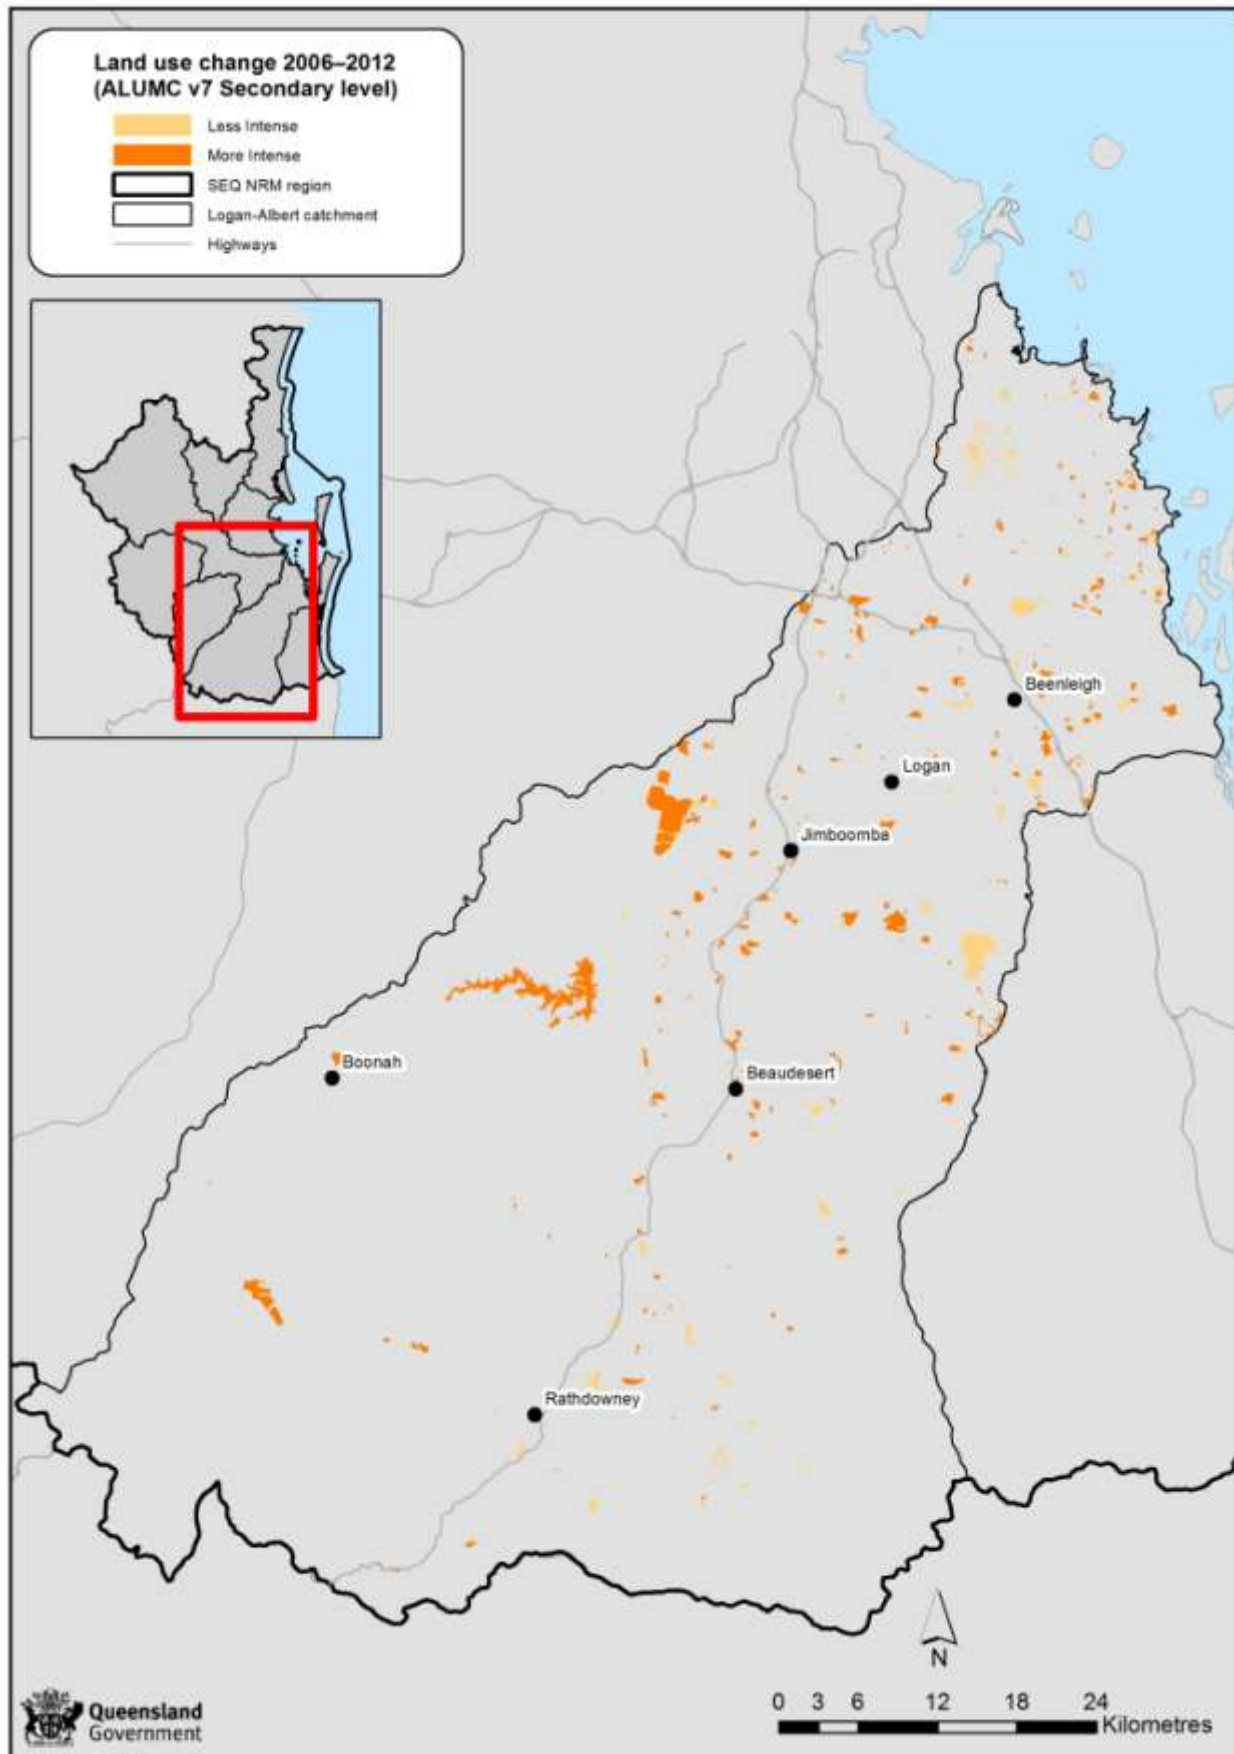 Land use change 2006–2012
(ALUMC v7 Secondary level)
Less Intense
More Intense
SEQ NRM region
Logan-Albert catchment
Highways
Beenleigh
Logan
Jimboomba
Boonah
Beaudesert
Rathdowney
N
Queensland
Government
0 3 6 12 18 24
Kilometres